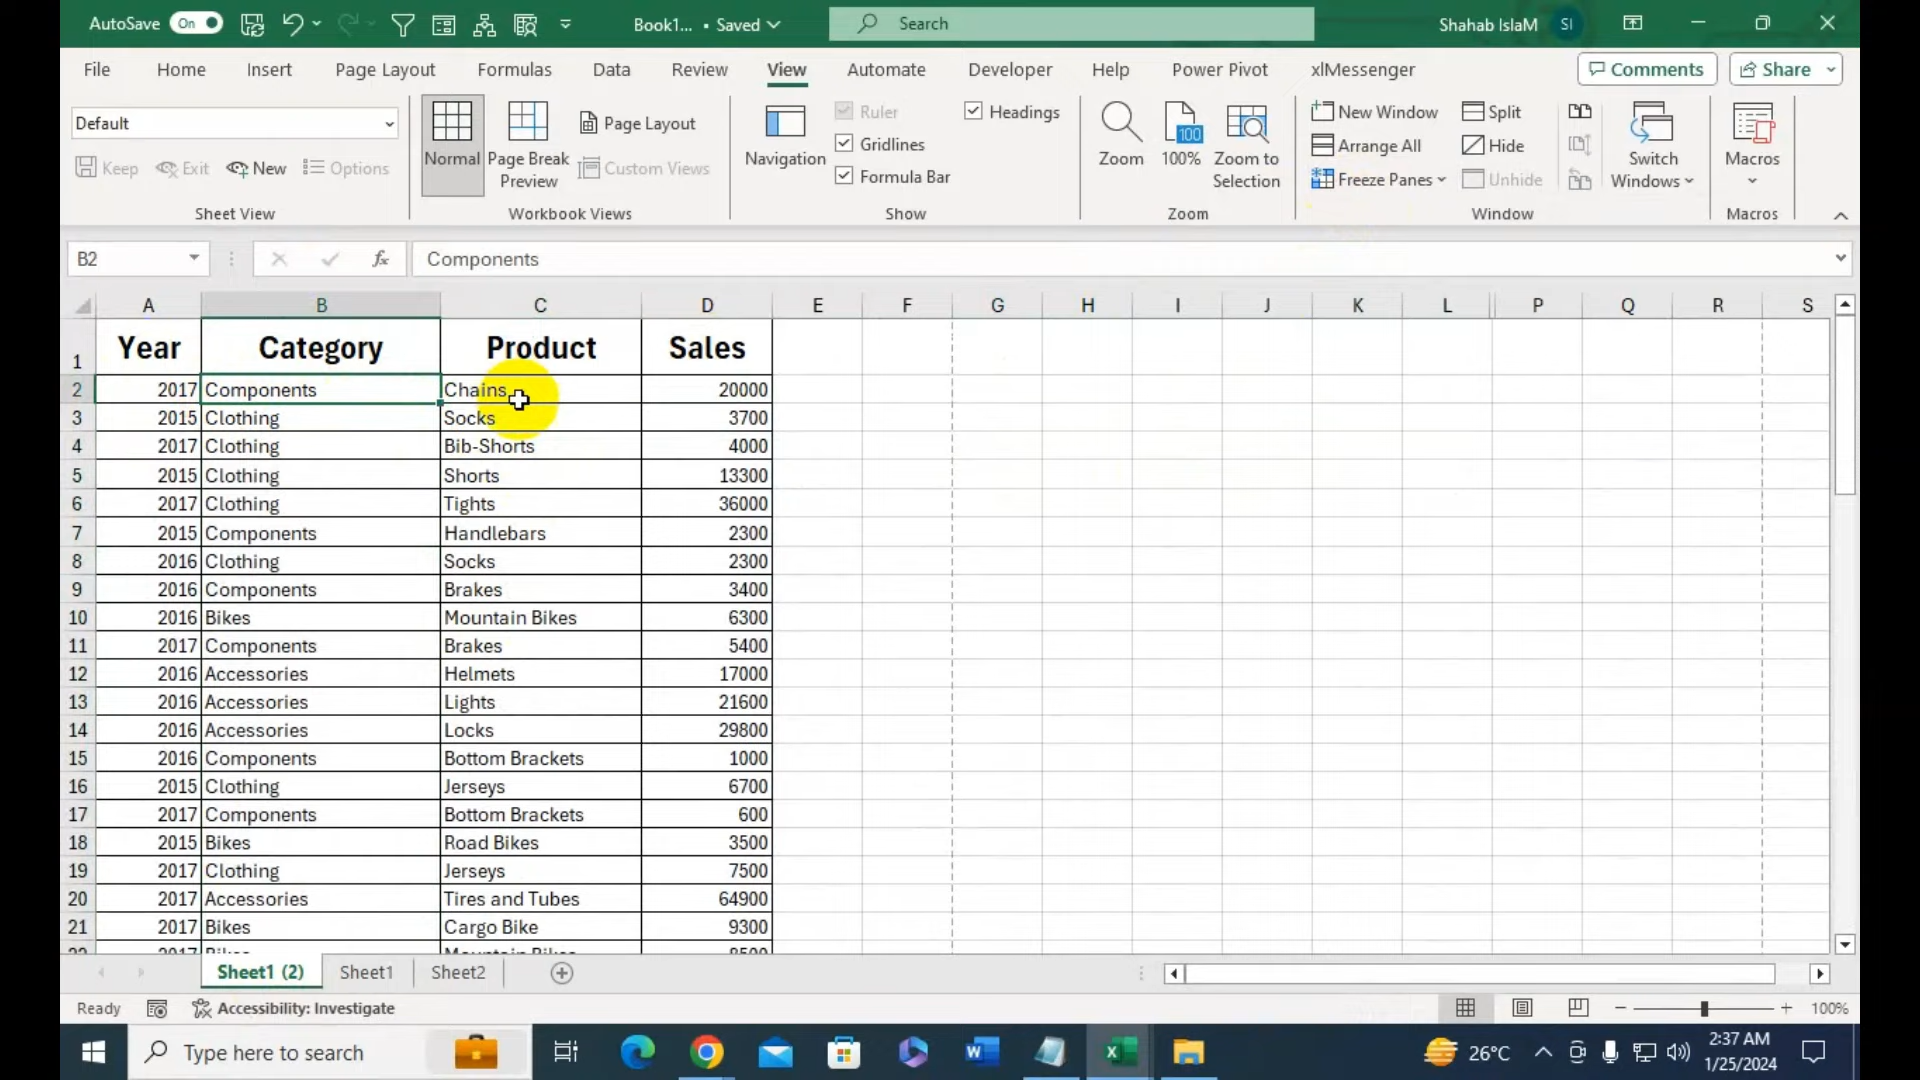 AutoSave On Book1... • Saved Search Shahab IslaM SI
File Home Insert Page Layout Formulas Data Review View Automate Developer Help Power Pivot xlMessenger Comments Share
Default
Keep Exit New Options
Sheet View
Normal
Page Break Preview
Page Layout
Custom Views
Workbook Views
Navigation
Ruler
Gridlines
Formula Bar
Headings
Show
Zoom
100
100%
Zoom to Selection
Zoom
New Window
Arrange All
Freeze Panes
Split
Hide
Unhide
Switch Windows
Window
Macros
Macros
B2 fx Components
A B C D E F G H I J K L P Q R S
1 Year Category Product Sales
2 2017 Components Chains 20000
3 2015 Clothing Socks 3700
4 2017 Clothing Bib-Shorts 4000
5 2015 Clothing Shorts 13300
6 2017 Clothing Tights 36000
7 2015 Components Handlebars 2300
8 2016 Clothing Socks 2300
9 2016 Components Brakes 3400
10 2016 Bikes Mountain Bikes 6300
11 2017 Components Brakes 5400
12 2016 Accessories Helmets 17000
13 2016 Accessories Lights 21600
14 2016 Accessories Locks 29800
15 2016 Components Bottom Brackets 1000
16 2015 Clothing Jerseys 6700
17 2017 Components Bottom Brackets 600
18 2015 Bikes Road Bikes 3500
19 2017 Clothing Jerseys 7500
20 2017 Accessories Tires and Tubes 64900
21 2017 Bikes Cargo Bike 9300
22 2017 Bikes Mountain Bikes 8500
Sheet1 (2) Sheet1 Sheet2
Ready Accessibility: Investigate 100%
Type here to search 26°C 2:37 AM
1/25/2024